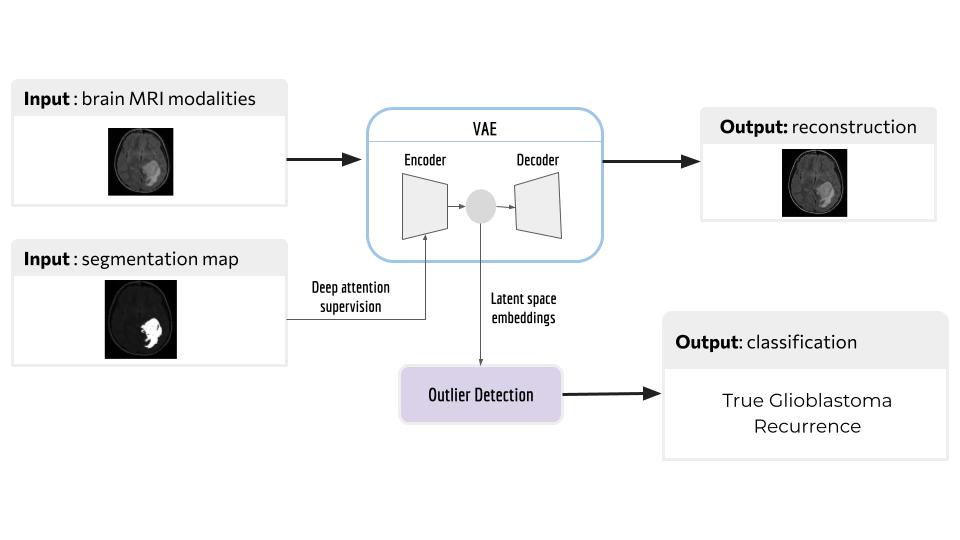 Input : brain MRI modalities
Input : segmentation map
Deep attention
supervision
VAE
Encoder
Decoder
Latent space
embeddings
Outlier Detection
Output: reconstruction
Output: classification
True Glioblastoma
Recurrence